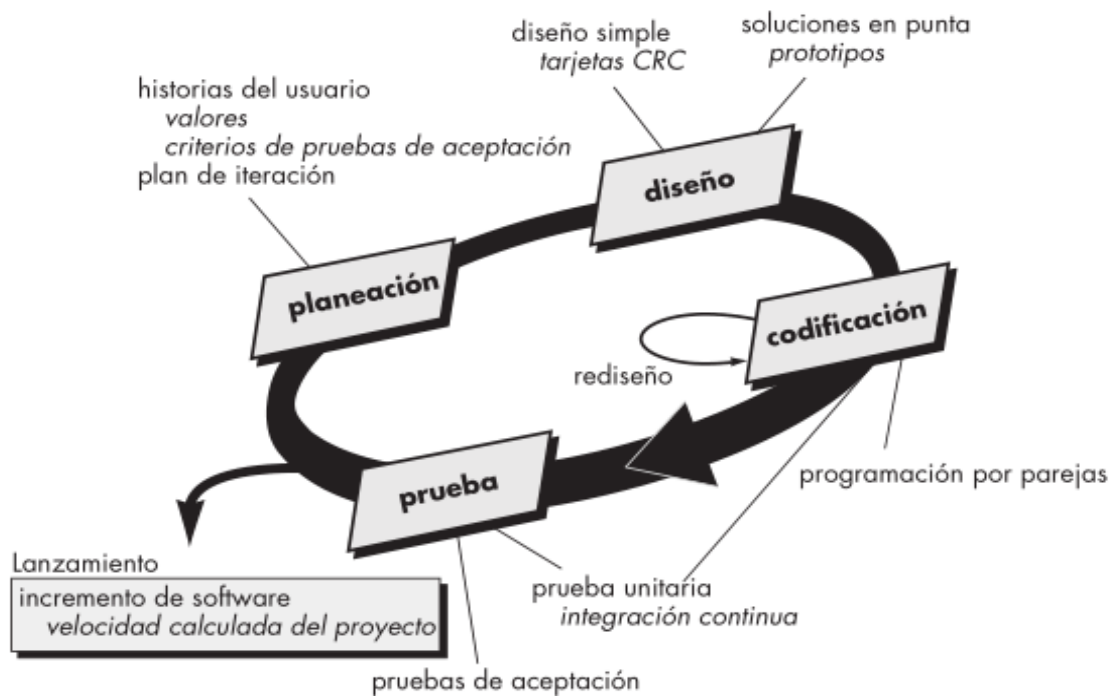 diseño simple
tarjetas CRC
soluciones en punta
prototipos
historias del usuario
valores
criterios de pruebas de aceptación
plan de iteración
diseño
planeación
codificación
rediseño
prueba
programación por parejas
Lanzamiento
incremento de software
velocidad calculada del proyecto
prueba unitaria
integración continua
pruebas de aceptación